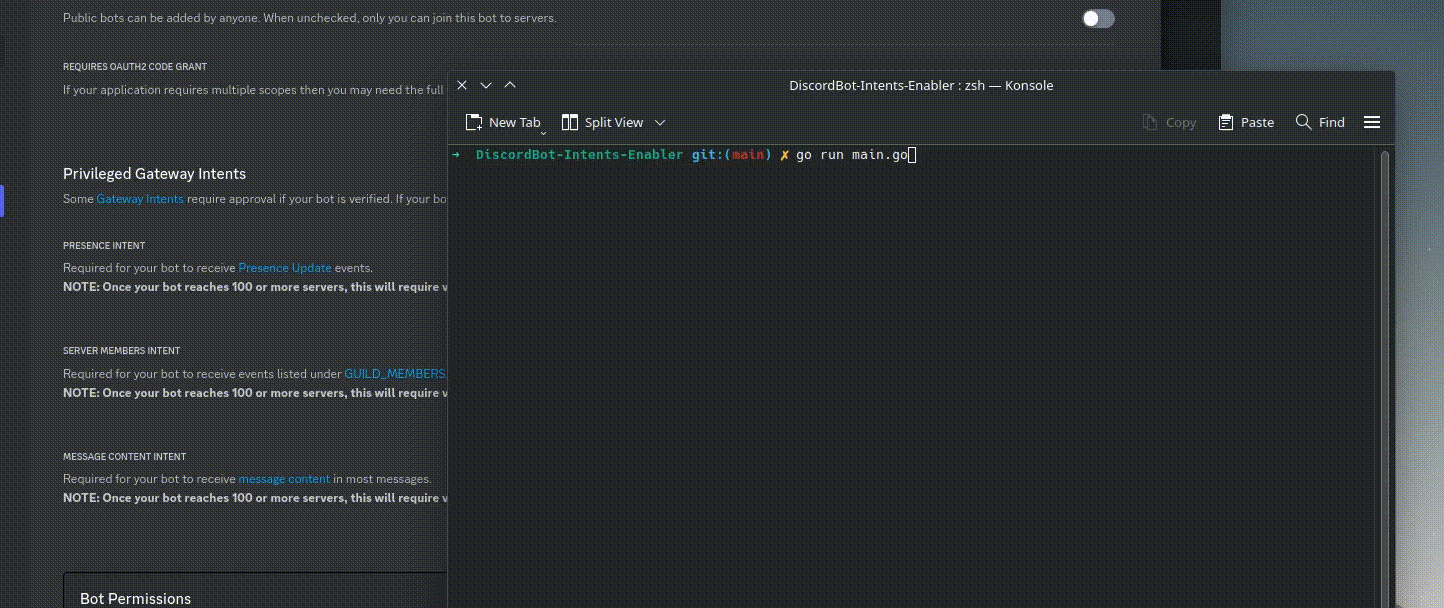 Public bots can be added by anyone. When unchecked, only you can join this bot to servers.
REQUIRES OAUTH2 CODE GRANT
If your application requires multiple scopes then you may need the full
Privileged Gateway Intents
Some Gateway Intents require approval if your bot is verified. If your bo
PRESENCE INTENT
Required for your bot to receive Presence Update events.
NOTE: Once your bot reaches 100 or more servers, this will require v
SERVER MEMBERS INTENT
Required for your bot to receive events listed under GUILD_MEMBERS.
NOTE: Once your bot reaches 100 or more servers, this will require v
MESSAGE CONTENT INTENT
Required for your bot to receive message content in most messages.
NOTE: Once your bot reaches 100 or more servers, this will require v
Bot Permissions
DiscordBot-Intents-Enabler : zsh — Konsole
New Tab Split View Copy Paste Find
➜ DiscordBot-Intents-Enabler git:(main) ✗ go run main.go